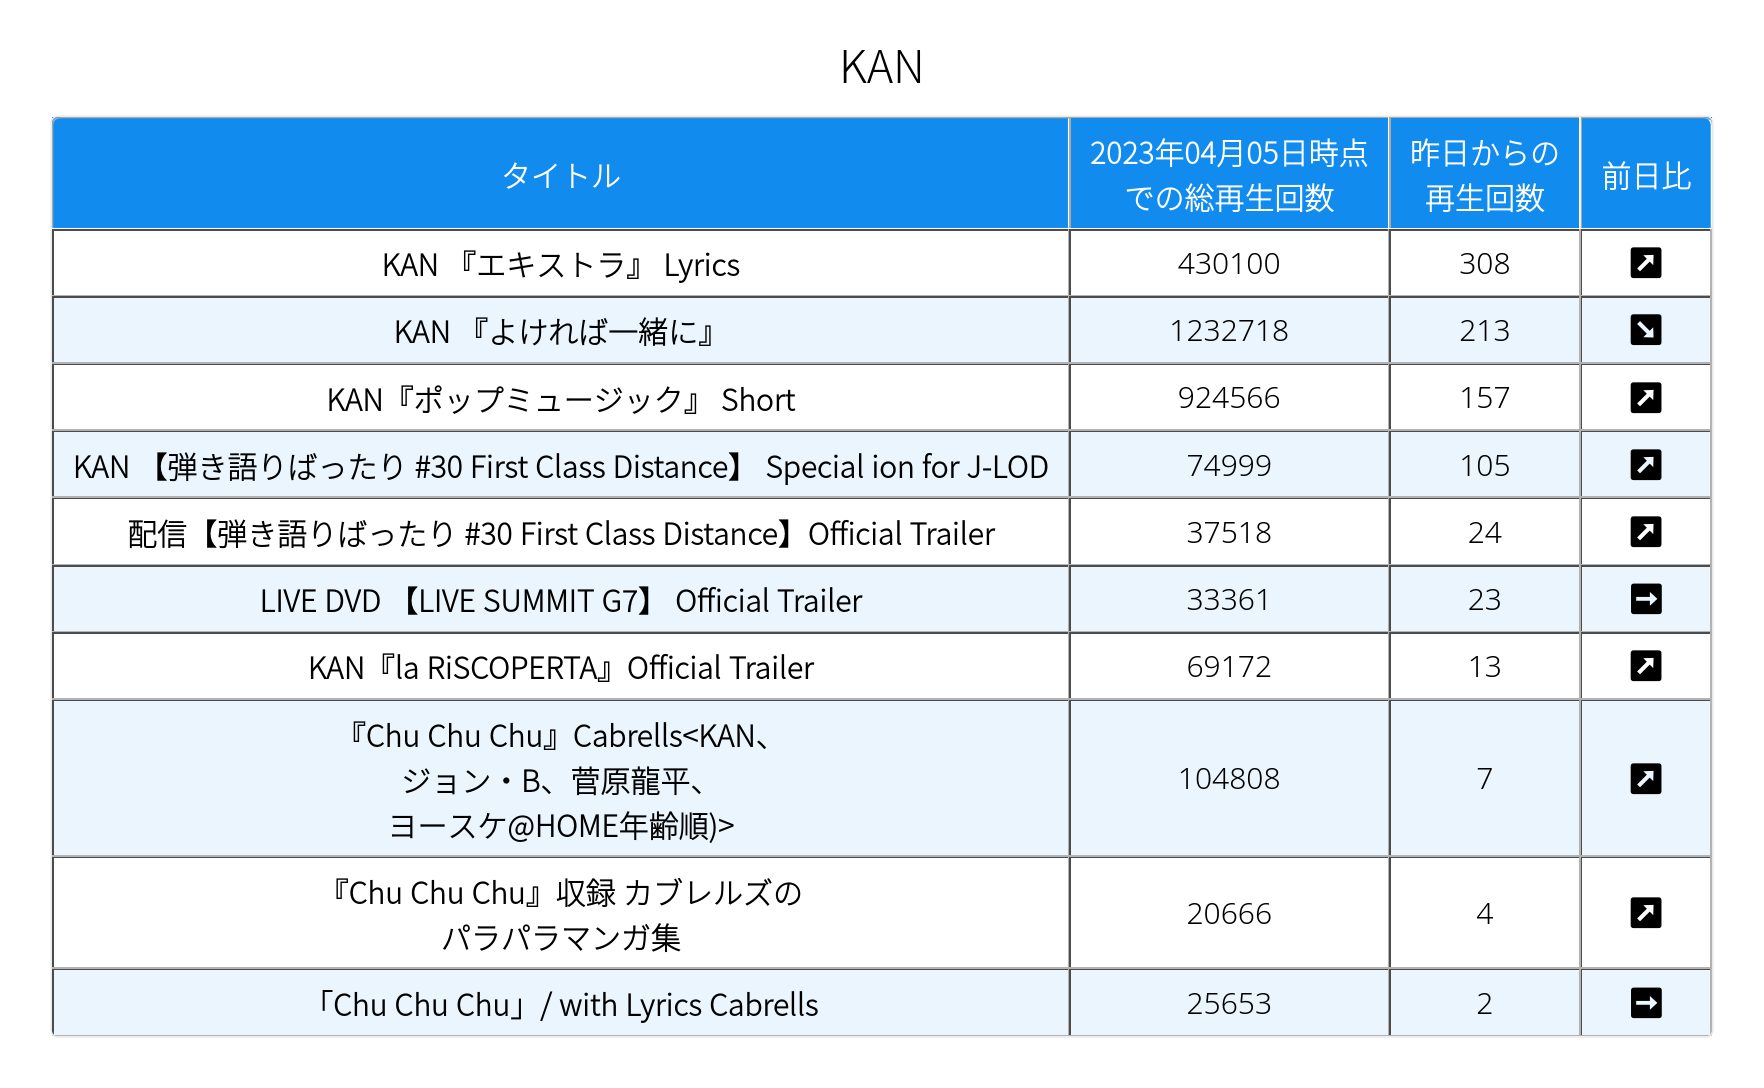 KAN
タイトル
2023年04月05日時点
での総再生回数
昨日からの
再生回数
前日比
KAN 『エキストラ』 Lyrics 430100 308
KAN 『よければ一緒に』 1232718 213
KAN『ポップミュージック』 Short 924566 157
KAN 【弾き語りばったり #30 First Class Distance】 Special ion for J-LOD 74999 105
配信【弾き語りばったり #30 First Class Distance】Official Trailer 37518 24
LIVE DVD 【LIVE SUMMIT G7】 Official Trailer 33361 23
KAN『la RiSCOPERTA』Official Trailer 69172 13
『Chu Chu Chu』Cabrells<KAN、
ジョン・B、菅原龍平、
ヨースケ@HOME年齢順)>
104808 7
『Chu Chu Chu』収録 カブレルズの
パラパラマンガ集
20666 4
「Chu Chu Chu」/ with Lyrics Cabrells 25653 2